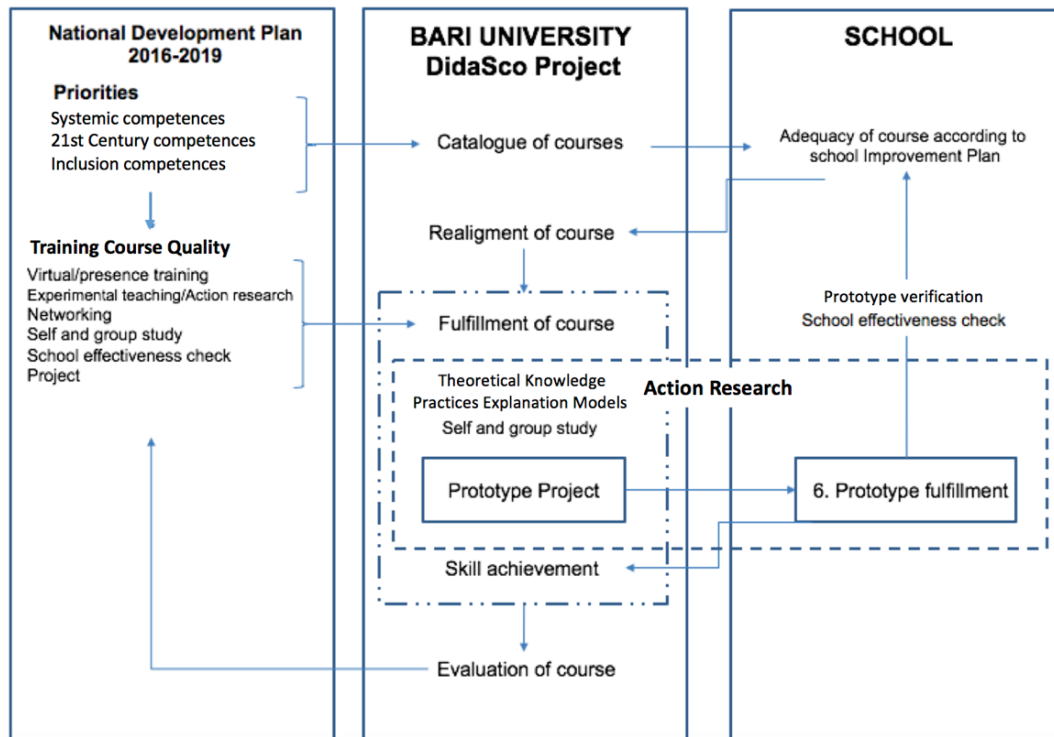 National Development Plan
2016-2019
Priorities
Systemic competences
21st Century competences
Inclusion competences
Training Course Quality
Virtual/presence training
Experimental teaching/Action research
Networking
Self and group study
School effectiveness check
Project
BARI UNIVERSITY
DidaSco Project
Catalogue of courses
Realigment of course
Fulfillment of course
Theoretical Knowledge
Practices Explanation Models
Self and group study
Action Research
Prototype Project
Skill achievement
Evaluation of course
SCHOOL
Adequacy of course according to
school Improvement Plan
Prototype verification
School effectiveness check
6. Prototype fulfillment